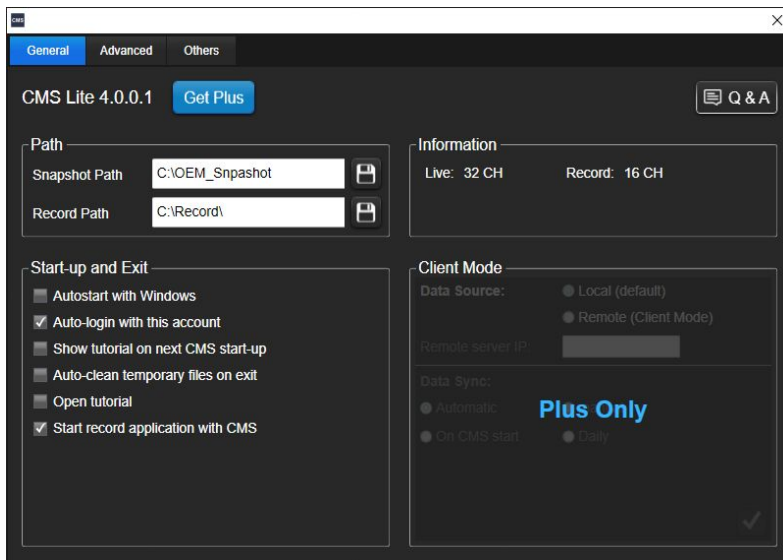 CMS
General Advanced Others
CMS Lite 4.0.0.1 Get Plus Q & A
Path
Snapshot Path C:\OEM_Snpashot
Record Path C:\Record\
Information
Live: 32 CH Record: 16 CH
Start-up and Exit
Autostart with Windows
Auto-login with this account
Show tutorial on next CMS start-up
Auto-clean temporary files on exit
Open tutorial
Start record application with CMS
Client Mode
Data Source: Local (default)
Remote (Client Mode)
Remote server IP:
Data Sync:
Automatic
Plus Only
On CMS start Daily